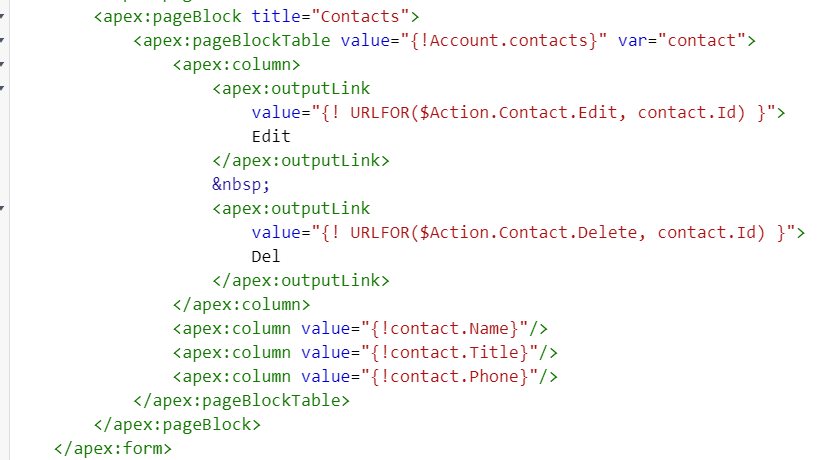 <apex:pageBlock title="Contacts">
<apex:pageBlockTable value="{!Account.contacts}" var="contact">
<apex:column>
<apex:outputLink
value="{! URLFOR($Action.Contact.Edit, contact.Id) }">
Edit
</apex:outputLink>
&nbsp;
<apex:outputLink
value="{! URLFOR($Action.Contact.Delete, contact.Id) }">
Del
</apex:outputLink>
</apex:column>
<apex:column value="{!contact.Name}"/>
<apex:column value="{!contact.Title}"/>
<apex:column value="{!contact.Phone}"/>
</apex:pageBlockTable>
</apex:pageBlock>
</apex:form>